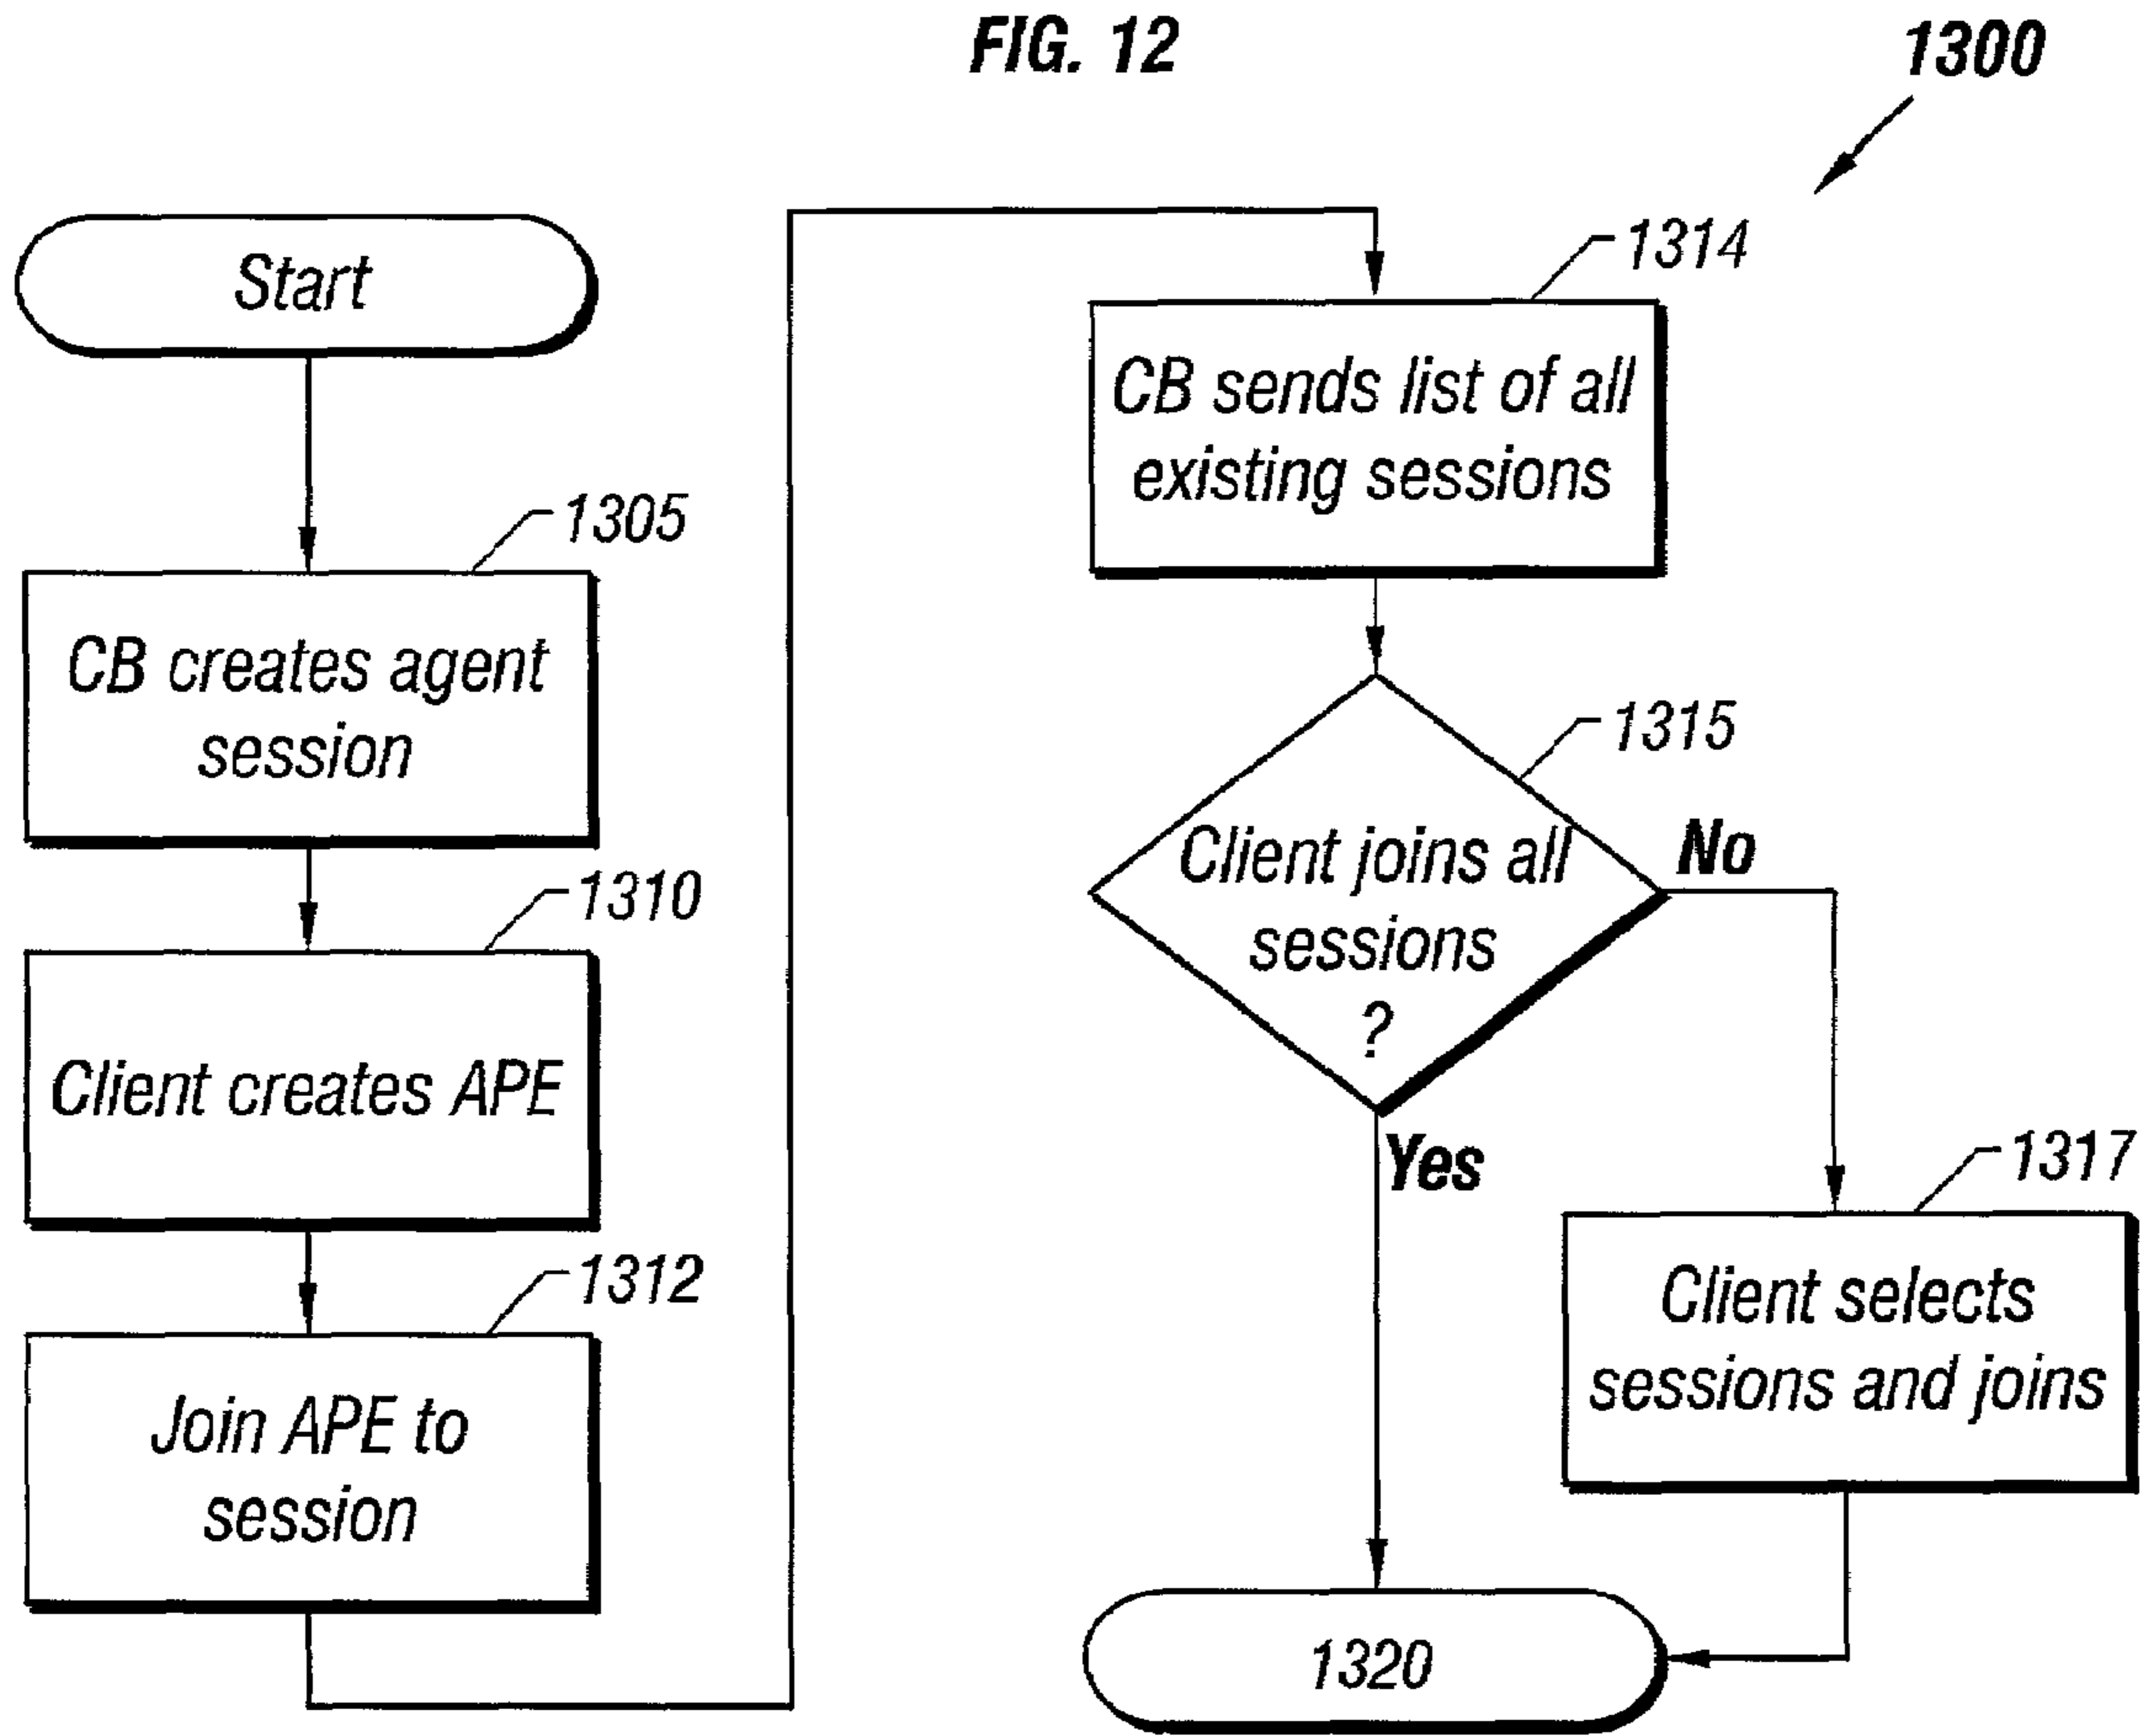 FIG. 12
1300
Start
1305
CB creates agent
session
1310
Client creates APE
1312
Join APE to
session
1314
CB sends list of all
existing sessions
1315
Client joins all
sessions
?
No
Yes
1317
Client selects
sessions and joins
1320